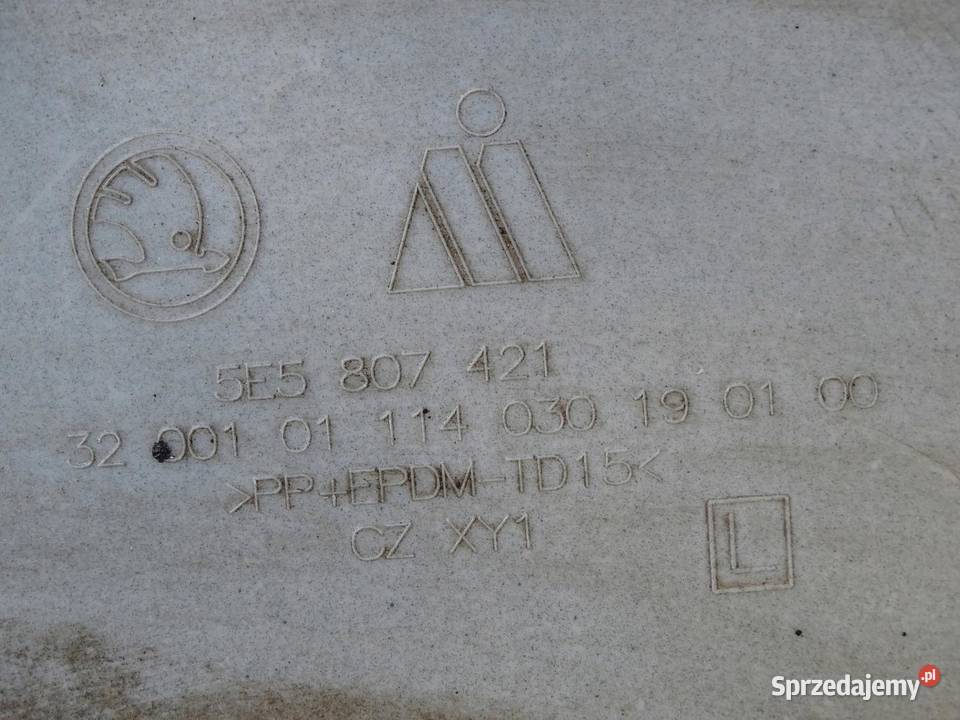 5E5 807 421
32 001 01 114 030 19 01 00
>PP+EPDM-TD15<
CZ XY1
L
Sprzedajemy.pl